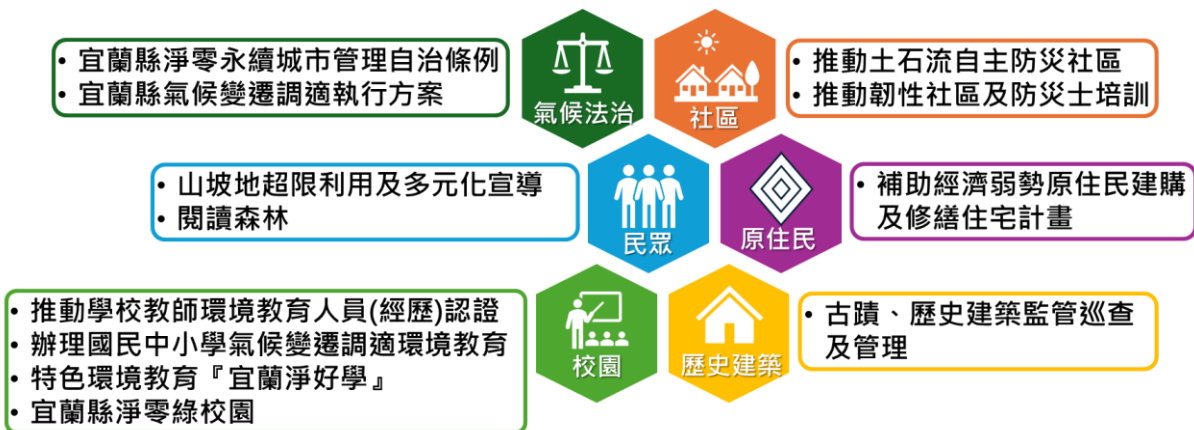 • 宜蘭縣淨零永續城市管理自治條例
• 宜蘭縣氣候變遷調適執行方案
氣候法治
社區
• 推動土石流自主防災社區
• 推動韌性社區及防災士培訓
• 山坡地超限利用及多元化宣導
• 閱讀森林
民眾
原住民
• 補助經濟弱勢原住民建購
及修繕住宅計畫
• 推動學校教師環境教育人員(經歷)認證
• 辦理國民中小學氣候變遷調適環境教育
• 特色環境教育『宜蘭淨好學』
• 宜蘭縣淨零綠校園
校園
歷史建築
• 古蹟、歷史建築監管巡查
及管理